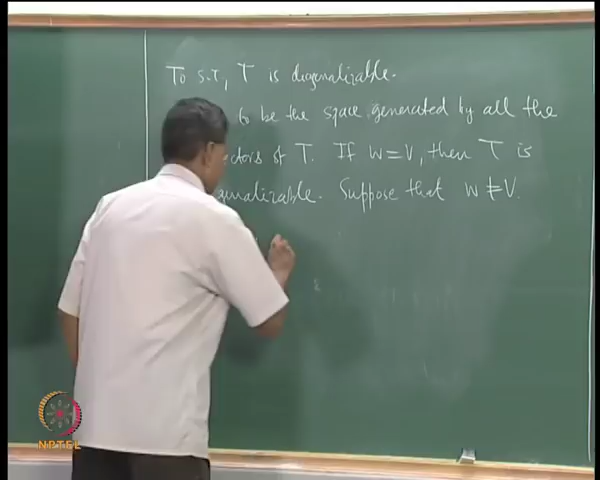 To S.T, T is diagonalizable.
to be the space generated by all the
ctors of T. If W=V, then T is
gonalizable. Suppose that W≠V.
NPTEL